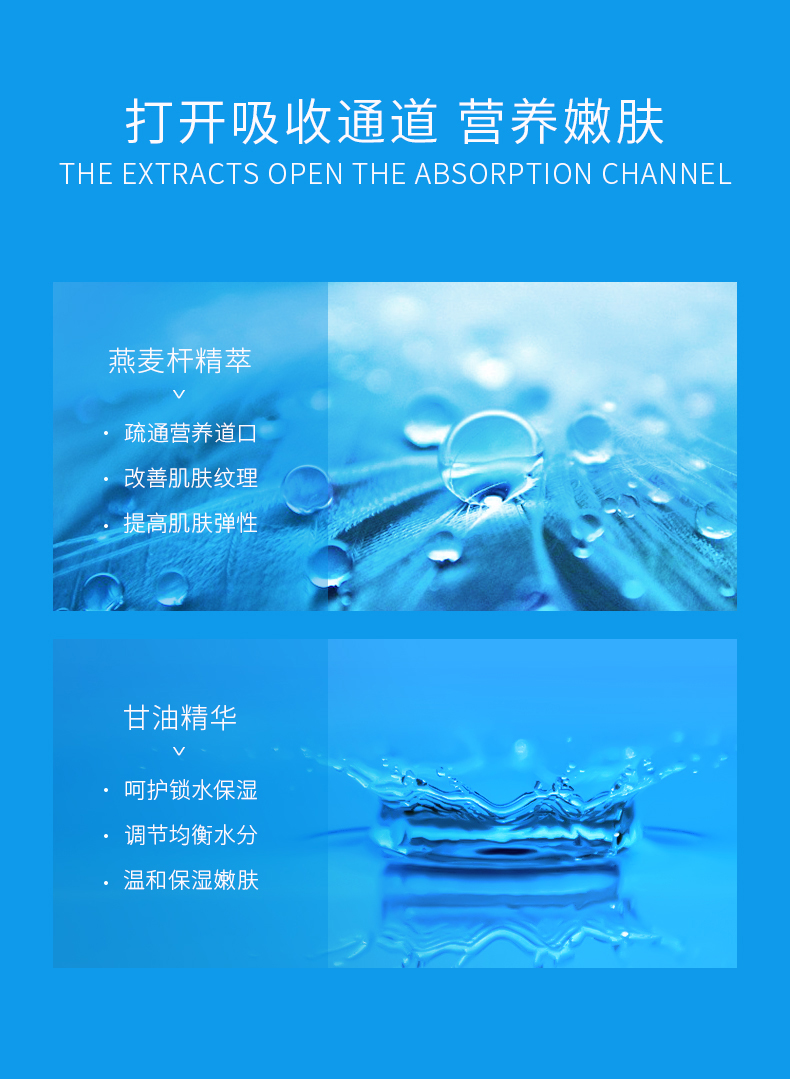 打开吸收通道 营养嫩肤
THE EXTRACTS OPEN THE ABSORPTION CHANNEL
燕麦杆精萃
• 疏通营养道口
• 改善肌肤纹理
• 提高肌肤弹性
甘油精华
• 呵护锁水保湿
• 调节均衡水分
• 温和保湿嫩肤